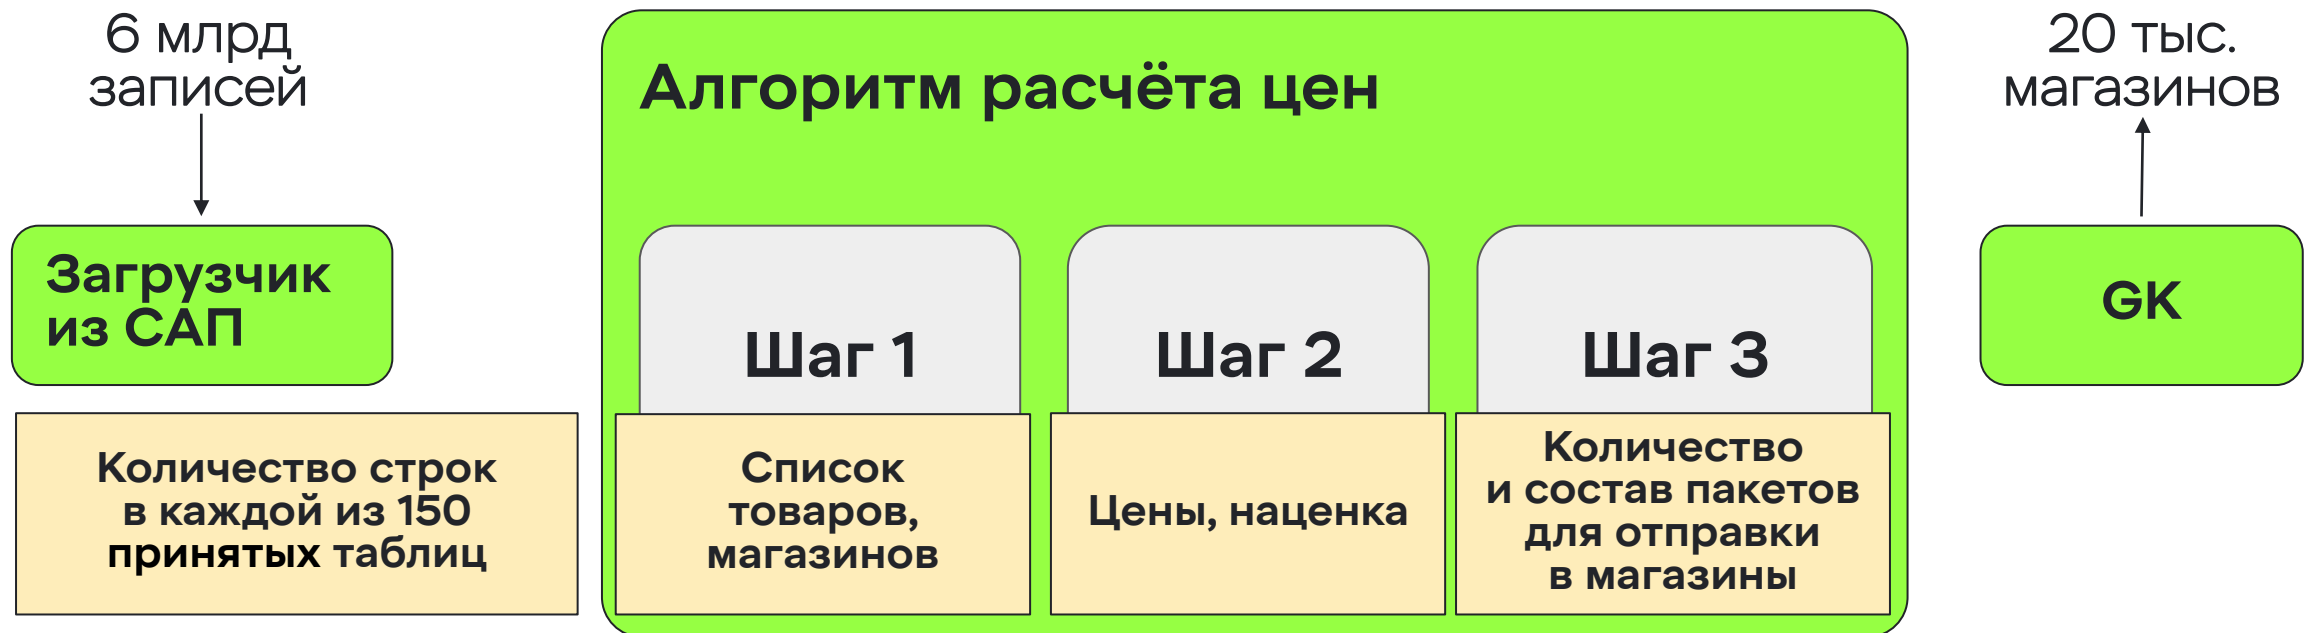 6 млрд
записей
Загрузчик
из САП
Количество строк
в каждой из 150
принятых таблиц
Алгоритм расчёта цен
Шаг 1
Список
товаров,
магазинов
Шаг 2
Цены, наценка
Шаг 3
Количество
и состав пакетов
для отправки
в магазины
20 тыс.
магазинов
GK